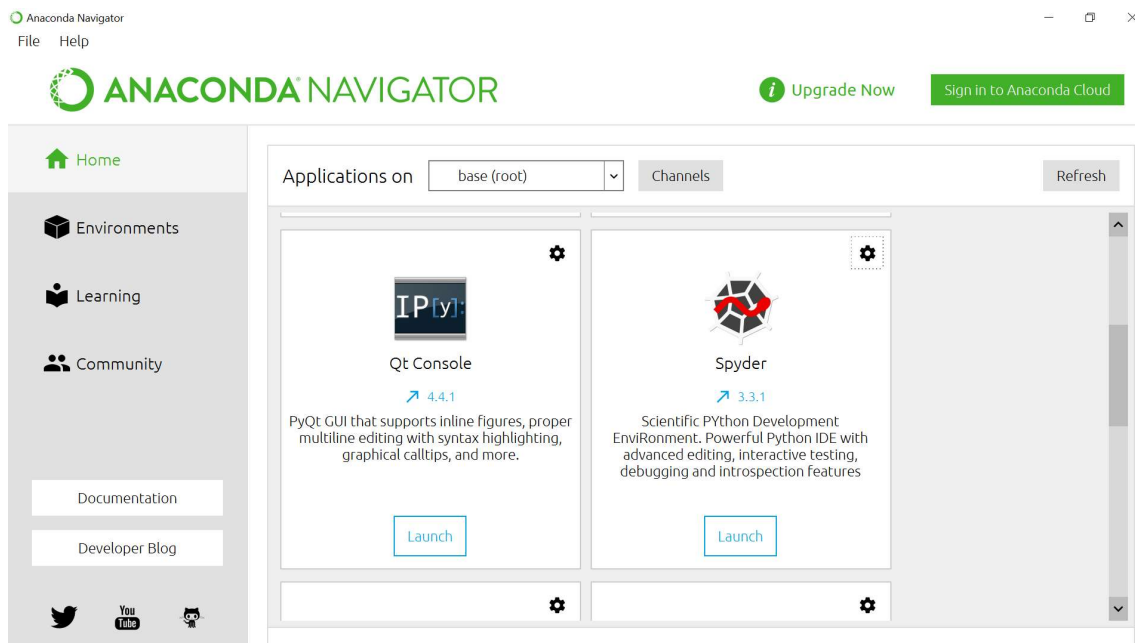 Anaconda Navigator
File Help
ANACONDA NAVIGATOR
i Upgrade Now
Sign in to Anaconda Cloud
Home
Environments
Learning
Community
Documentation
Developer Blog
You
Tube
Applications on base (root) Channels Refresh
IP[y]:
Qt Console
4.4.1
PyQt GUI that supports inline figures, proper
multiline editing with syntax highlighting,
graphical calltips, and more.
Launch
Spyder
3.3.1
Scientific PYthon Development
EnviRonment. Powerful Python IDE with
advanced editing, interactive testing,
debugging and introspection features
Launch